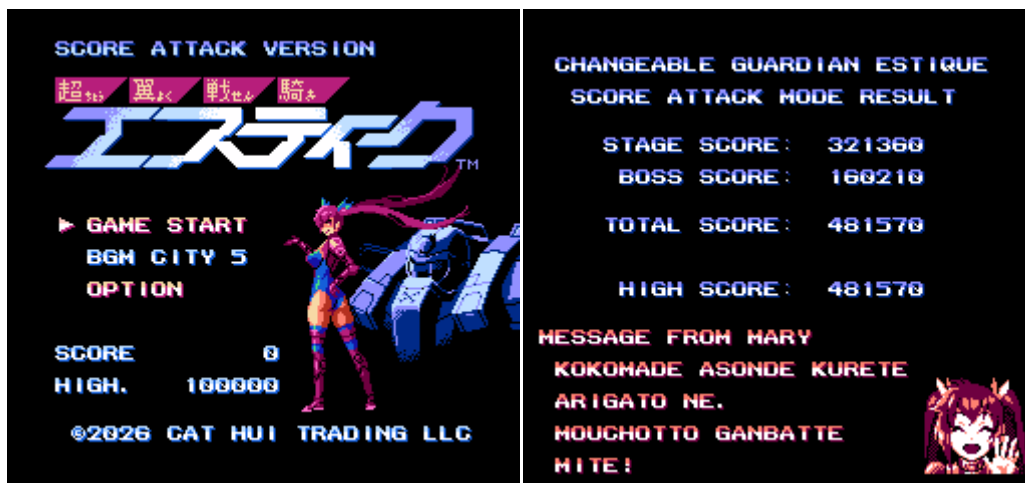 SCORE ATTACK VERSION
超ちょう 翼よく 戦せん 騎き
エスティーク
TM
▶ GAME START
BGM CITY 5
OPTION
SCORE 0
HIGH. 100000
©2026 CAT HUI TRADING LLC
CHANGEABLE GUARDIAN ESTIQUE
SCORE ATTACK MODE RESULT
STAGE SCORE: 321360
BOSS SCORE: 160210
TOTAL SCORE: 481570
HIGH SCORE: 481570
MESSAGE FROM MARY
KOKOMADE ASONDE KURETE
ARIGATO NE.
MOUCHOTTO GANBATTE
MITE!